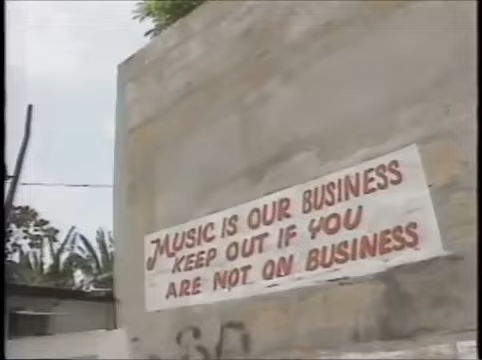 MUSIC IS OUR BUSINESS
KEEP OUT IF YOU
ARE NOT ON BUSINESS